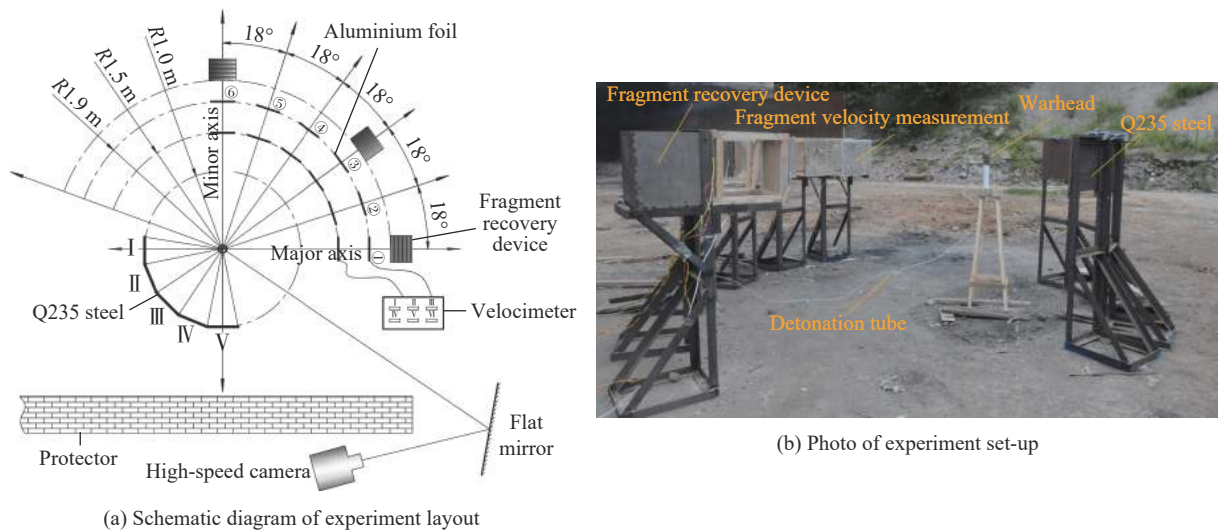 18°
18°
18°
18°
18°
Aluminium foil
R1.0 m
R1.5 m
R1.9 m
⑥
⑤
④
③
②
①
Minor axis
Major axis
Fragment
recovery
device
Velocimeter
Ⅰ
Ⅱ
Ⅲ
Ⅳ
Ⅴ
Q235 steel
Protector
High-speed camera
Flat
mirror
(a) Schematic diagram of experiment layout
Fragment recovery device
Fragment velocity measurement
Warhead
Q235 steel
Detonation tube
(b) Photo of experiment set-up